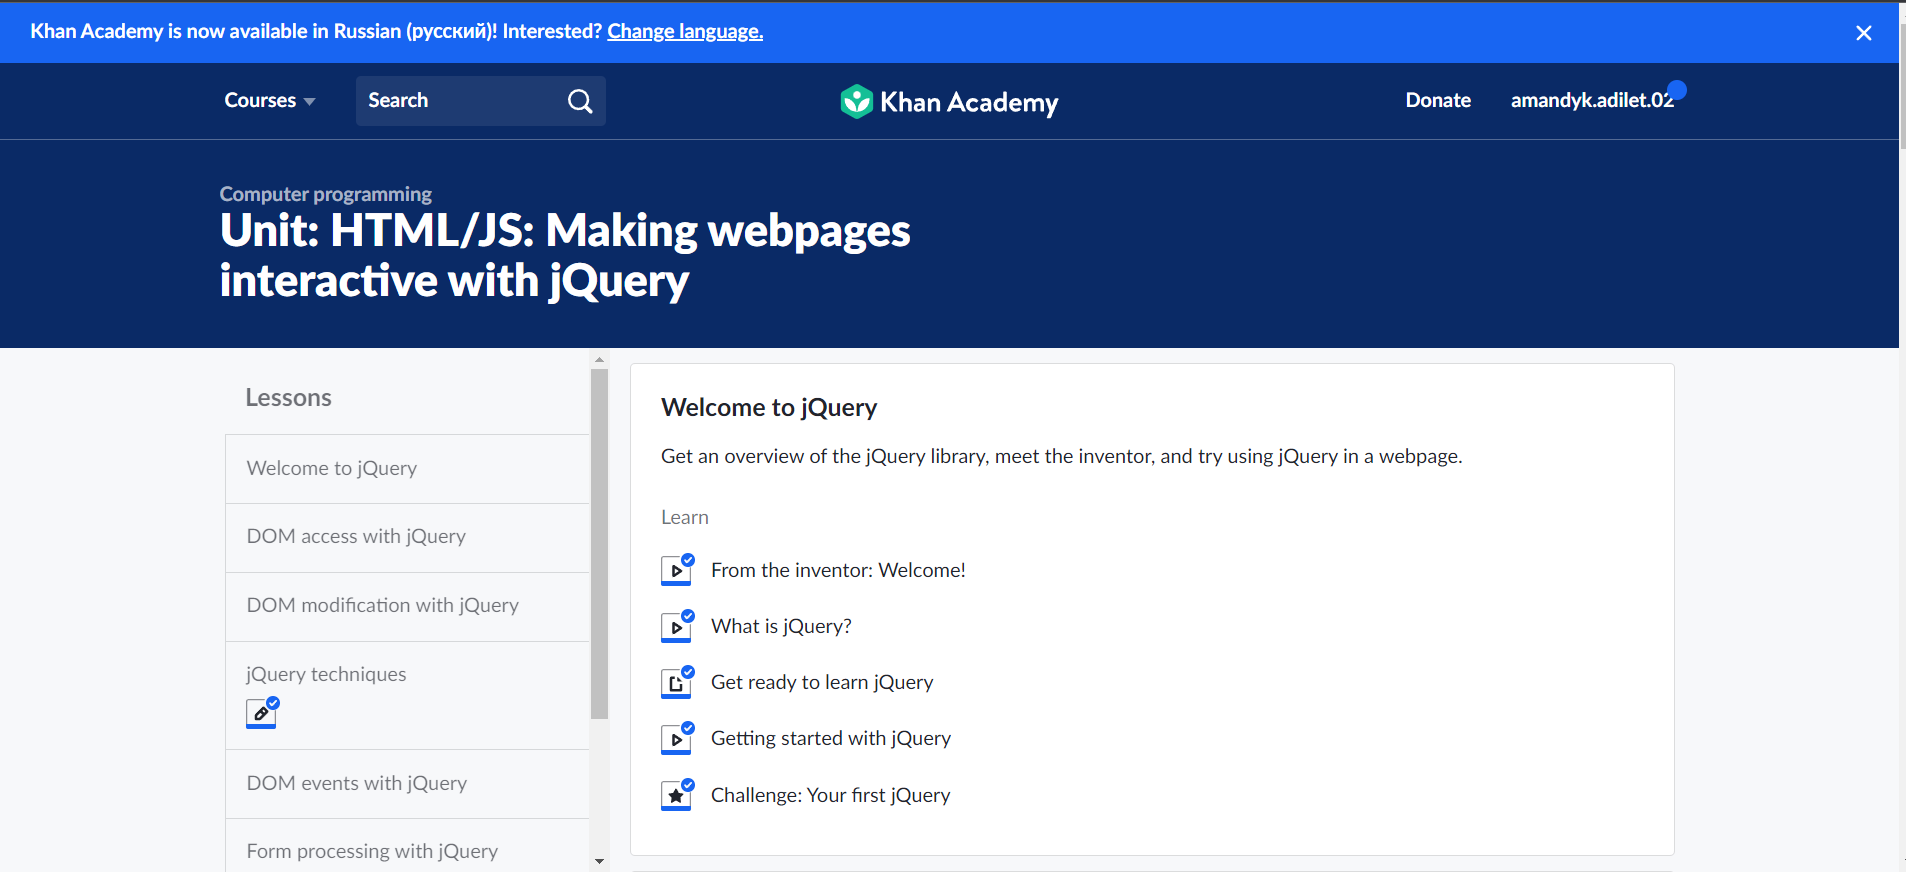 Khan Academy is now available in Russian (русский)! Interested? Change language.
Courses
Search
Khan Academy
Donate
amandyk.adilet.02
Computer programming
Unit: HTML/JS: Making webpages
interactive with jQuery
Lessons
Welcome to jQuery
DOM access with jQuery
DOM modification with jQuery
jQuery techniques
DOM events with jQuery
Form processing with jQuery
Welcome to jQuery
Get an overview of the jQuery library, meet the inventor, and try using jQuery in a webpage.
Learn
From the inventor: Welcome!
What is jQuery?
Get ready to learn jQuery
Getting started with jQuery
Challenge: Your first jQuery